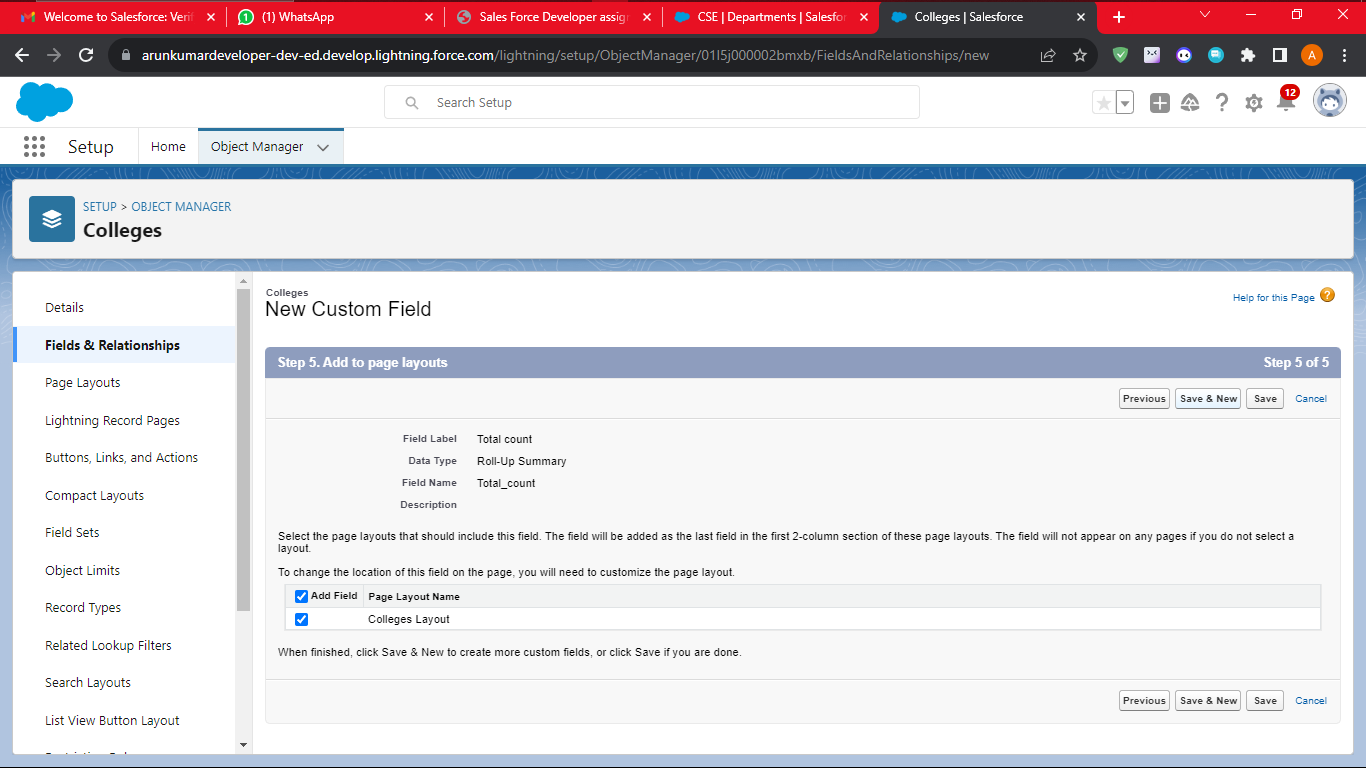 Welcome to Salesforce: Verif
(1) WhatsApp
Sales Force Developer assign
CSE | Departments | Salesfor
Colleges | Salesforce
arunkumardeveloper-dev-ed.develop.lightning.force.com/lightning/setup/ObjectManager/01I5j000002bmxb/FieldsAndRelationships/new
A
Search Setup
12
Setup
Home
Object Manager
SETUP > OBJECT MANAGER
Colleges
Details
Fields & Relationships
Page Layouts
Lightning Record Pages
Buttons, Links, and Actions
Compact Layouts
Field Sets
Object Limits
Record Types
Related Lookup Filters
Search Layouts
List View Button Layout
Colleges
New Custom Field
Help for this Page ?
Step 5. Add to page layouts
Step 5 of 5
Previous Save & New Save Cancel
Field Label Total count
Data Type Roll-Up Summary
Field Name Total_count
Description
Select the page layouts that should include this field. The field will be added as the last field in the first 2-column section of these page layouts. The field will not appear on any pages if you do not select a
layout.
To change the location of this field on the page, you will need to customize the page layout.
Add Field Page Layout Name
Colleges Layout
When finished, click Save & New to create more custom fields, or click Save if you are done.
Previous Save & New Save Cancel